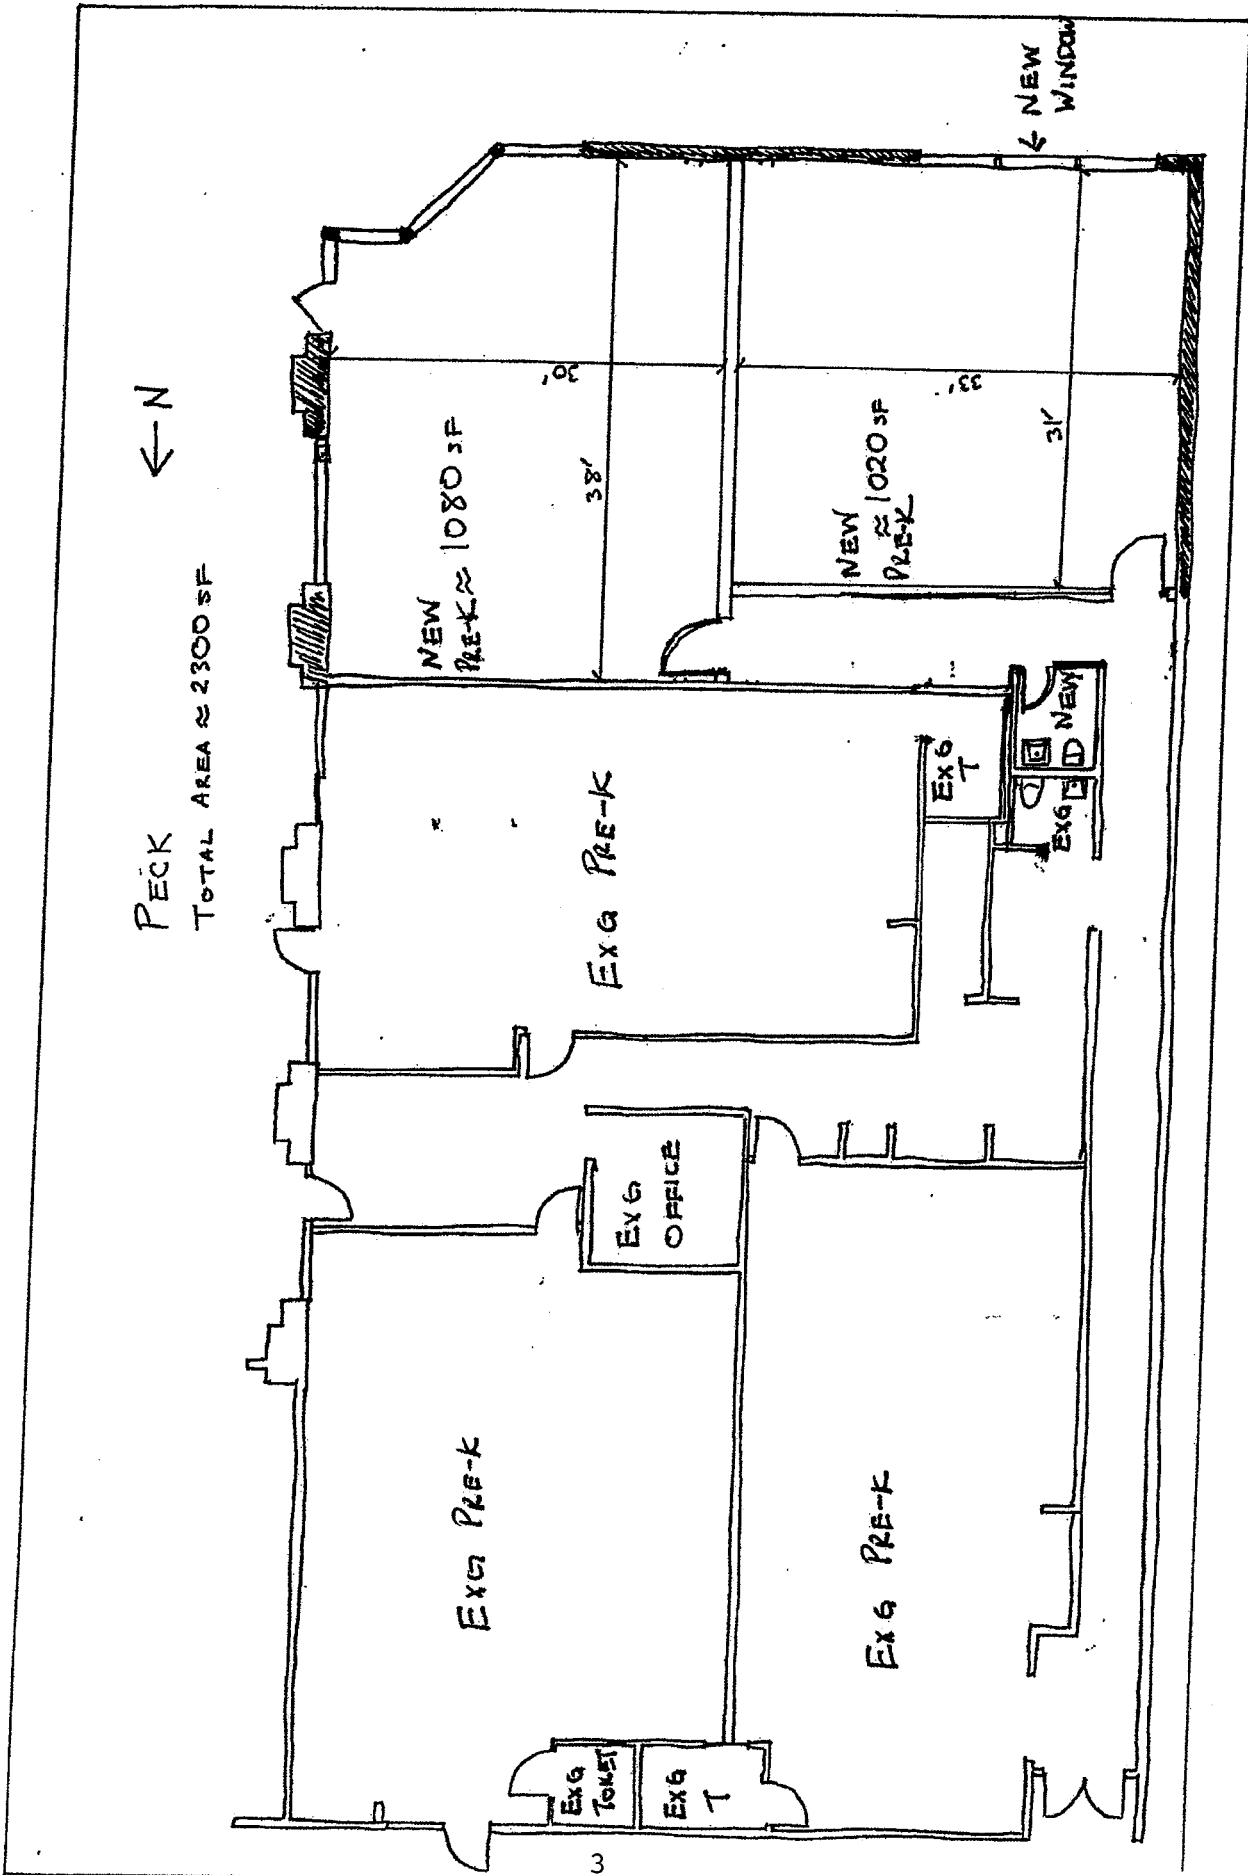 PECK
TOTAL AREA ≈ 2300 SF
← N
← NEW
WINDOW
NEW
PRE-K ≈ 1080 SF
38'
30'
NEW
≈ 1020 SF
PRE-K
31'
33'
EXG PRE-K
EXG
T
NEW
EXG
EXG
OFFICE
EXG PRE-K
EXG PRE-K
EXG
TOILET
EXG
T
3